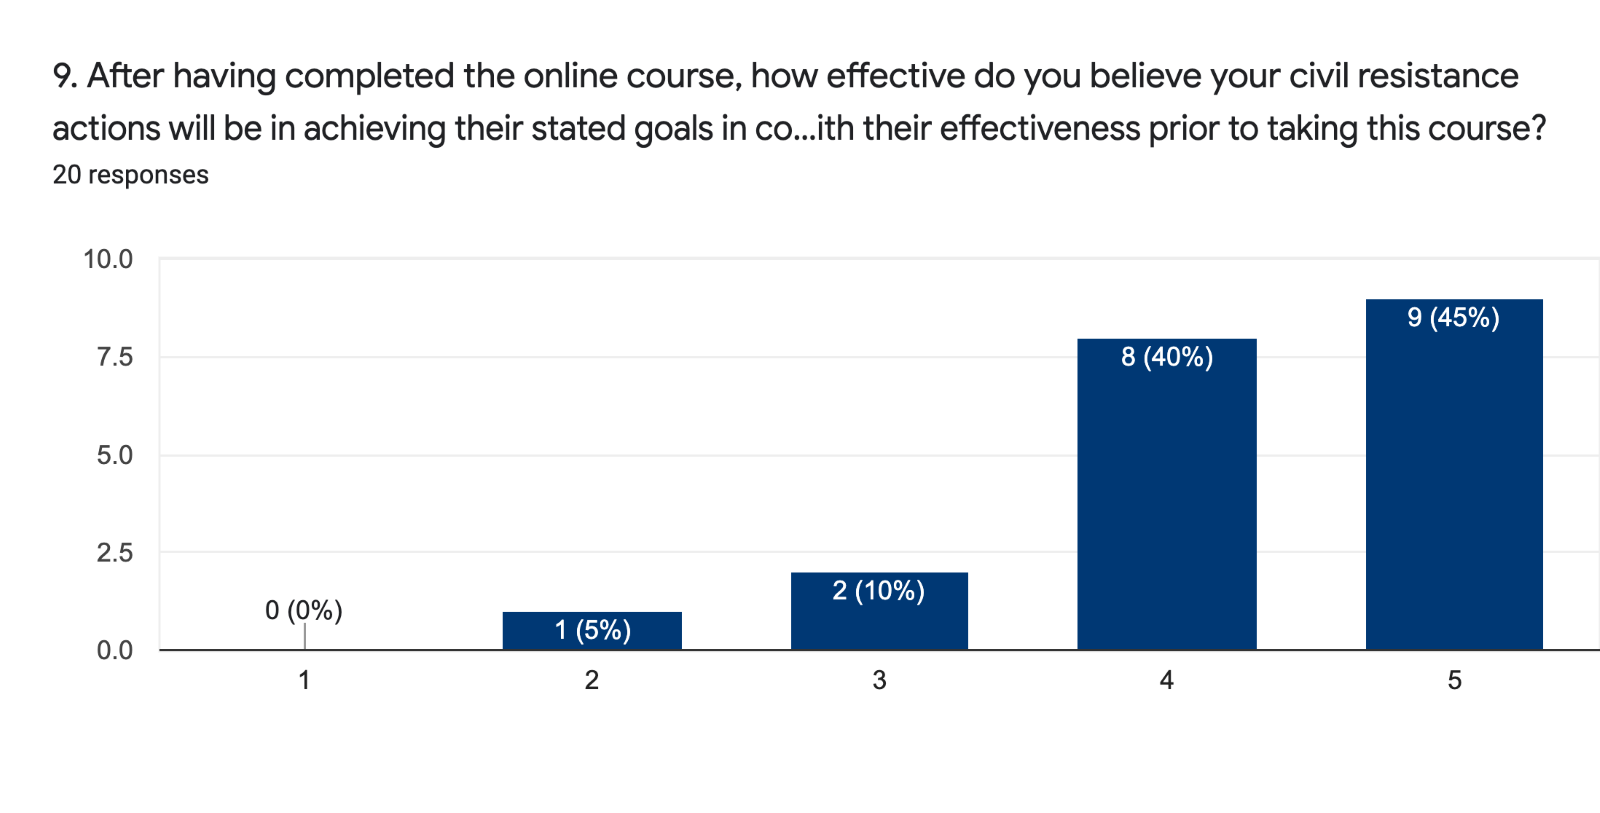 9. After having completed the online course, how effective do you believe your civil resistance
actions will be in achieving their stated goals in co...ith their effectiveness prior to taking this course?
20 responses
10.0
7.5
5.0
2.5
0.0
0 (0%)
1 (5%)
2 (10%)
8 (40%)
9 (45%)
1 2 3 4 5